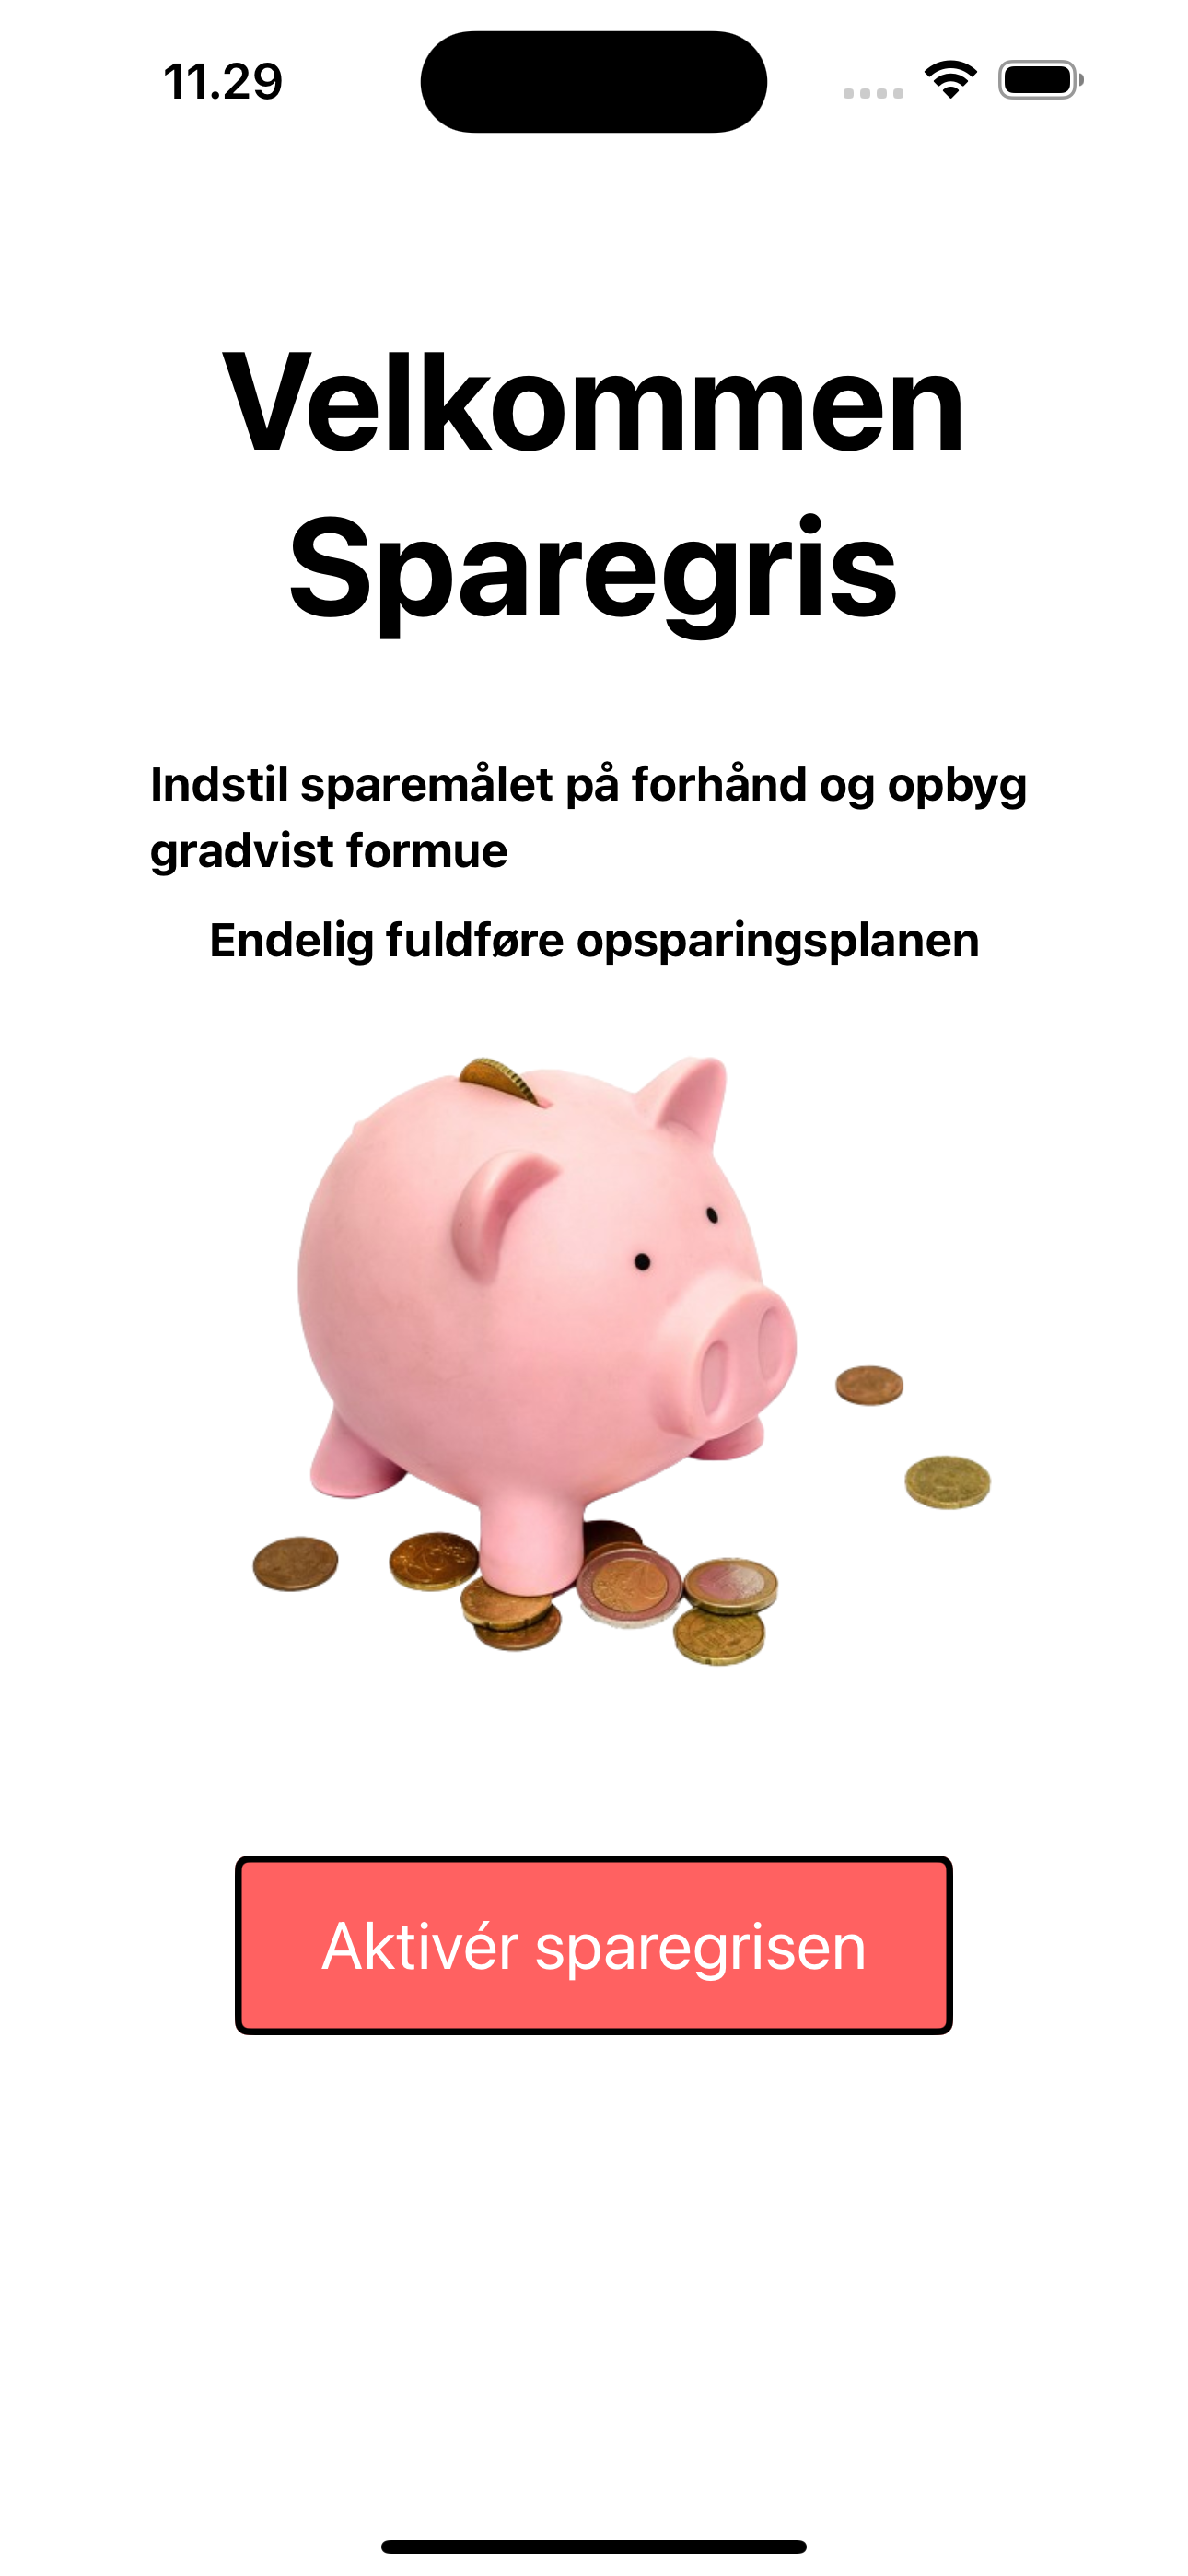 11.29
Velkommen
Sparegris
Indstil sparemålet på forhånd og opbyg
gradvist formue
Endelig fuldføre opsparingsplanen
Aktivér sparegrisen